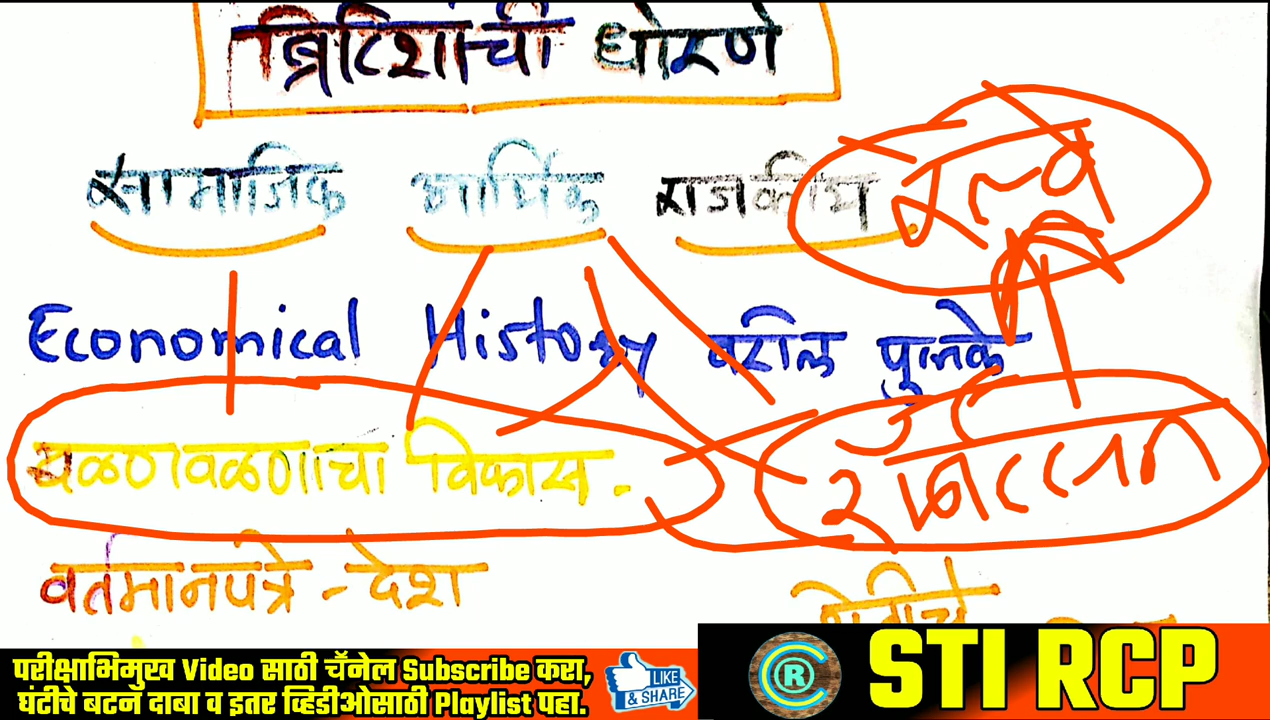 ब्रिटिशांची धोरणे
सामाजिक आर्थिक राजकीय रेल्वे
Economical History वरील पुस्तके
दळणवळणाचा विकास -
वर्तमानपत्रे - देश
शेतीचे
परीक्षाभिमुख Video साठी चॅनेल Subscribe करा,
घंटीचे बटन दाबा व इतर व्हिडीओसाठी Playlist पहा.
LIKE
& SHARE
R
STI RCP